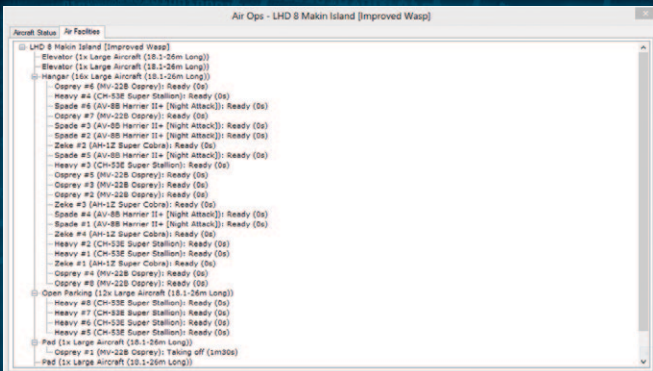 Air Ops - LHD 8 Makin Island [Improved Wasp]
Aircraft Status Air Facilities
LHD 8 Makin Island [Improved Wasp]
Elevator (1x Large Aircraft (18.1-26m Long))
Elevator (1x Large Aircraft (18.1-26m Long))
Hangar (16x Large Aircraft (18.1-26m Long))
Osprey #6 (MV-22B Osprey): Ready (0s)
Heavy #4 (CH-53E Super Stallion): Ready (0s)
Spade #6 (AV-8B Harrier II+ [Night Attack]): Ready (0s)
Osprey #7 (MV-22B Osprey): Ready (0s)
Spade #3 (AV-8B Harrier II+ [Night Attack]): Ready (0s)
Spade #2 (AV-8B Harrier II+ [Night Attack]): Ready (0s)
Zeke #2 (AH-1Z Super Cobra): Ready (0s)
Spade #5 (AV-8B Harrier II+ [Night Attack]): Ready (0s)
Heavy #3 (CH-53E Super Stallion): Ready (0s)
Osprey #5 (MV-22B Osprey): Ready (0s)
Osprey #3 (MV-22B Osprey): Ready (0s)
Osprey #2 (MV-22B Osprey): Ready (0s)
Zeke #3 (AH-1Z Super Cobra): Ready (0s)
Spade #4 (AV-8B Harrier II+ [Night Attack]): Ready (0s)
Spade #1 (AV-8B Harrier II+ [Night Attack]): Ready (0s)
Zeke #4 (AH-1Z Super Cobra): Ready (0s)
Heavy #2 (CH-53E Super Stallion): Ready (0s)
Heavy #1 (CH-53E Super Stallion): Ready (0s)
Zeke #1 (AH-1Z Super Cobra): Ready (0s)
Osprey #4 (MV-22B Osprey): Ready (0s)
Osprey #8 (MV-22B Osprey): Ready (0s)
Open Parking (12x Large Aircraft (18.1-26m Long))
Heavy #8 (CH-53E Super Stallion): Ready (0s)
Heavy #7 (CH-53E Super Stallion): Ready (0s)
Heavy #6 (CH-53E Super Stallion): Ready (0s)
Heavy #5 (CH-53E Super Stallion): Ready (0s)
Pad (1x Large Aircraft (18.1-26m Long))
Osprey #1 (MV-22B Osprey): Taking off (1m30s)
Pad (1x Large Aircraft (18.1-26m Long))